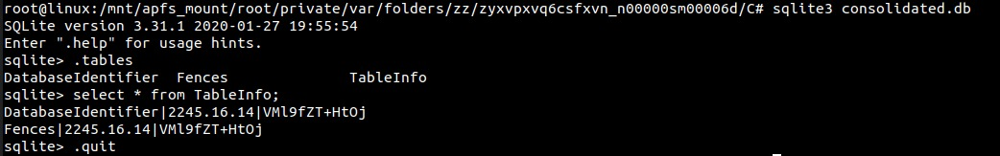 root@linux:/mnt/apfs_mount/root/private/var/folders/zz/zyxvpxvq6csfxvn_n00000sm00006d/C# sqlite3 consolidated.db
SQLite version 3.31.1 2020-01-27 19:55:54
Enter ".help" for usage hints.
sqlite> .tables
DatabaseIdentifier  Fences              TableInfo
sqlite> select * from TableInfo;
DatabaseIdentifier|2245.16.14|VMl9fZT+HtOj
Fences|2245.16.14|VMl9fZT+HtOj
sqlite> .quit